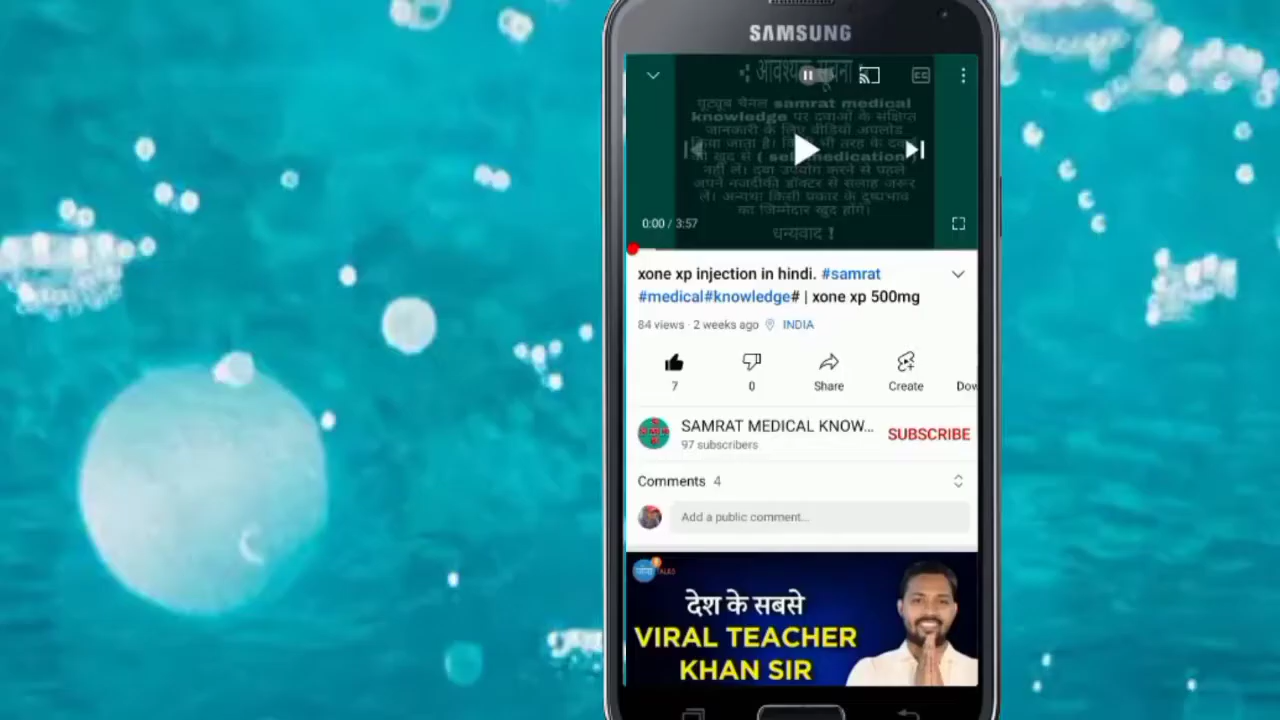 SAMSUNG
आवश्यक सूचना
CC
यूट्यूब चैनल samrat medical
knowledge पर दवाओं के संक्षिप्त
जानकारी के लिए वीडियो अपलोड
किया जाता है। भी तरह के
खुद से ( self medication )
नहीं लें। दवा उपयोग करने से पहले
अपने नजदीकी डॉक्टर से सलाह जरूर
लें। अन्यथा किसी प्रकार के दुष्प्रभाव
का जिम्मेदार खुद होंगे।
0:00 / 3:57
धन्यवाद !
xone xp injection in hindi. #samrat
#medical#knowledge# | xone xp 500mg
84 views · 2 weeks ago INDIA
7 0 Share Create Dow
SAMRAT MEDICAL KNOW...
SUBSCRIBE
97 subscribers
Comments 4
Add a public comment...
TALKS
देश के सबसे
VIRAL TEACHER
KHAN SIR